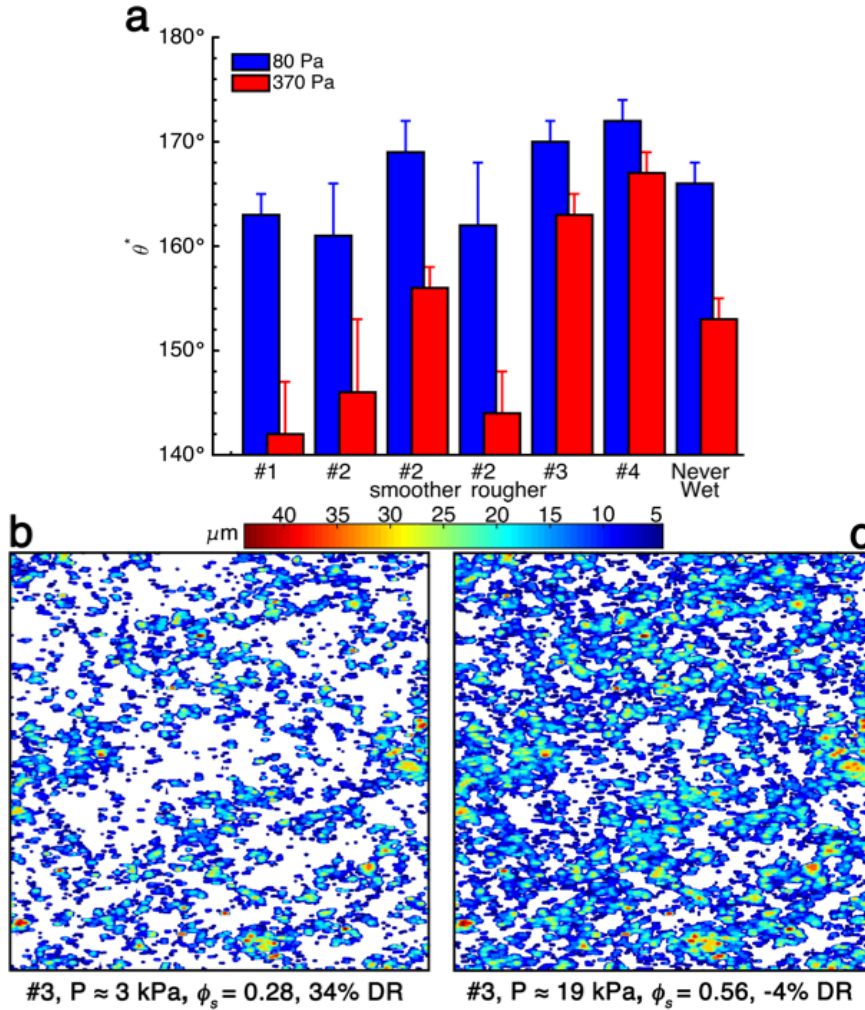 a
180°
170°
160°
150°
140°
θ*
80 Pa
370 Pa
#1 #2 #2 #2 #3 #4 Never
smoother rougher Wet
b
μm 40 35 30 25 20 15 10 5
#3, P ≈ 3 kPa, ϕs = 0.28, 34% DR
#3, P ≈ 19 kPa, ϕs = 0.56, -4% DR